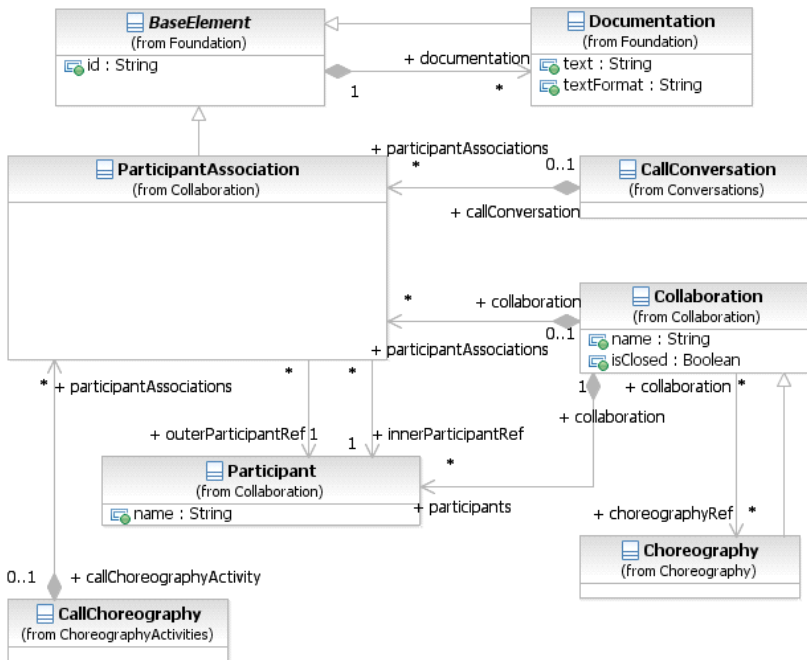 BaseElement
(from Foundation)
id : String
Documentation
(from Foundation)
text : String
textFormat : String
+ documentation
1
*
ParticipantAssociation
(from Collaboration)
+ participantAssociations
*
0..1
+ callConversation
CallConversation
(from Conversations)
*
+ collaboration
0..1
+ participantAssociations
Collaboration
(from Collaboration)
name : String
isClosed : Boolean
* + participantAssociations
*
*
+ outerParticipantRef 1
1
+ innerParticipantRef
1
+ collaboration
+ collaboration *
Participant
(from Collaboration)
name : String
*
+ participants
+ choreographyRef *
Choreography
(from Choreography)
0..1
+ callChoreographyActivity
CallChoreography
(from ChoreographyActivities)